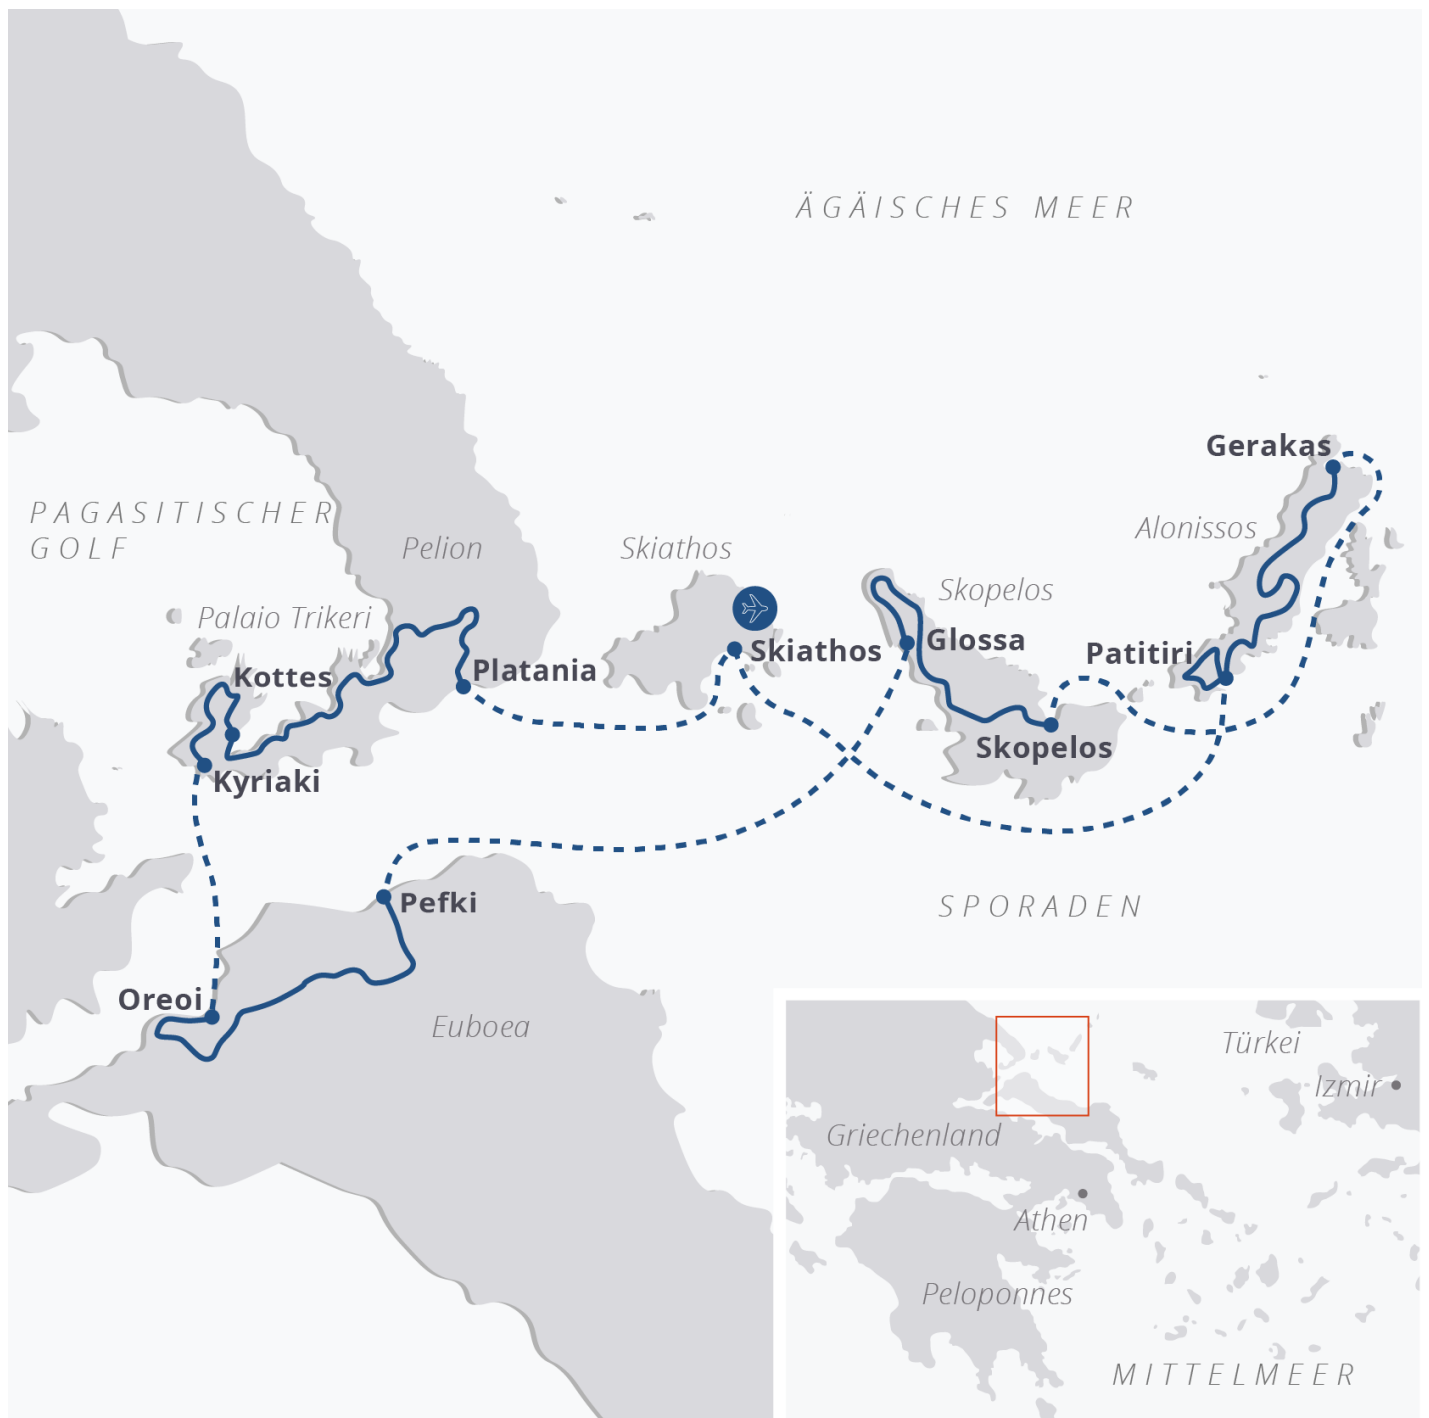 ÄGÄISCHES MEER
Gerakas
PAGASITISCHER
GOLF
Alonissos
Pelion
Skiathos
Skopelos
Palaio Trikeri
Glossa
Skiathos
Patitiri
Platania
Kottes
Skopelos
Kyriaki
Pefki
SPORADEN
Oreoi
Euboea
Türkei
Izmir
Griechenland
Athen
Peloponnes
MITTELMEER